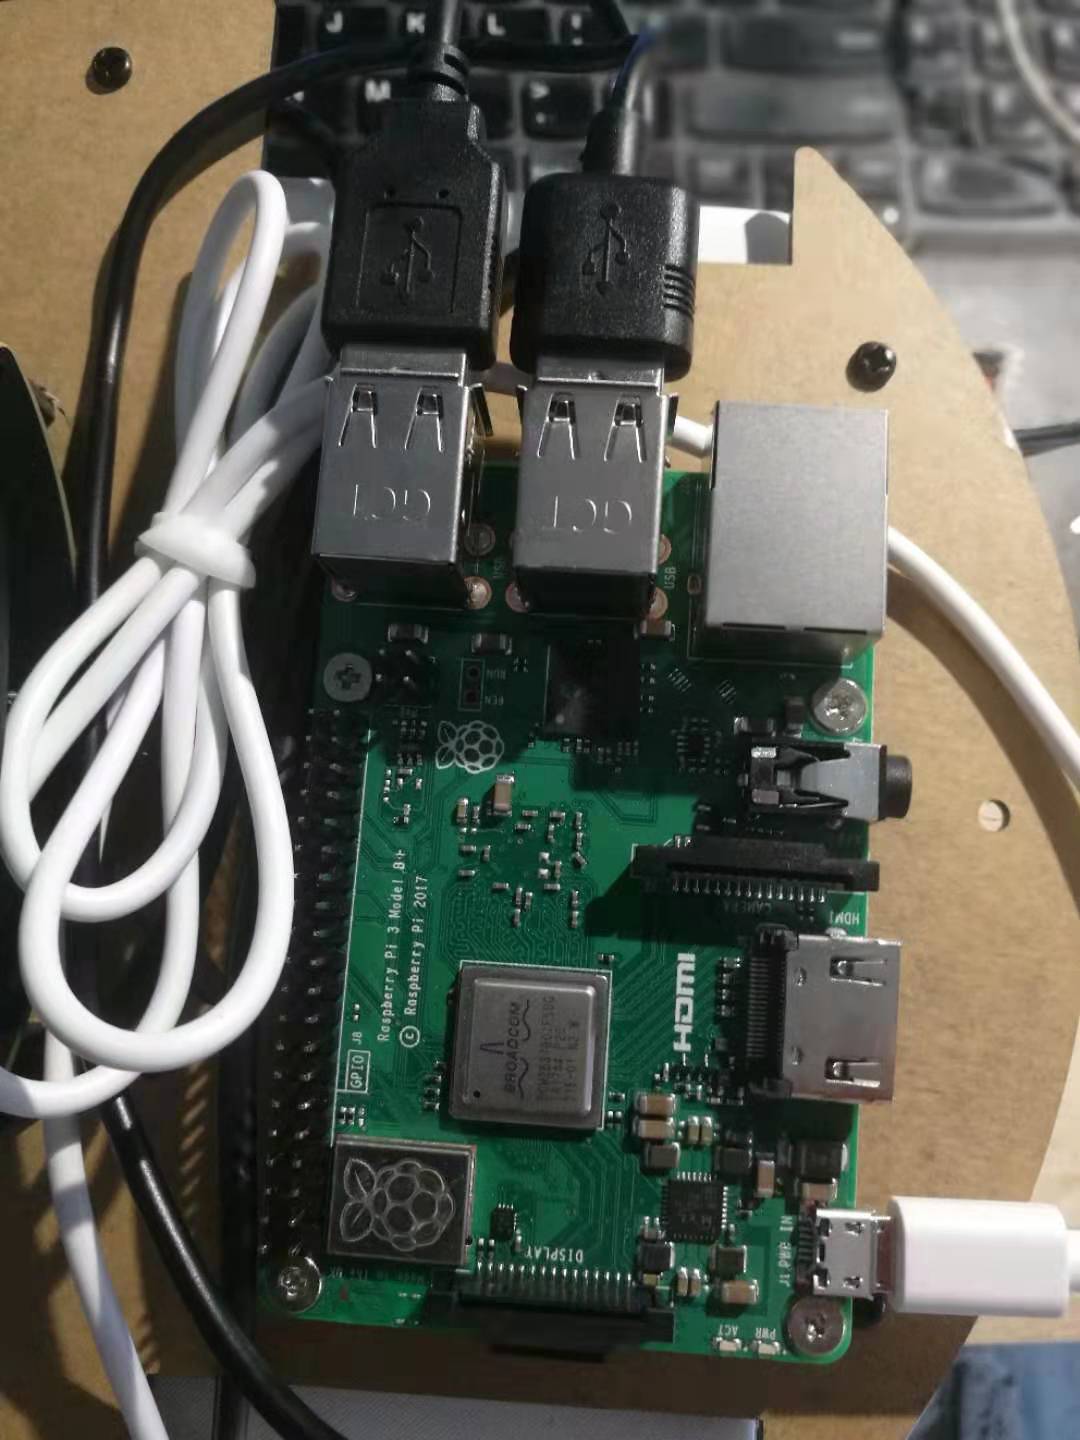 J
K
L
M
GCT
GCT
USB
USB
RUN
PEN
Raspberry Pi 3 Model B+
© Raspberry Pi 2017
CAMERA
HDMI
HDMI
GPIO
J8
BROADCOM
DISPLAY
J1
PWR IN
ACT
PWR